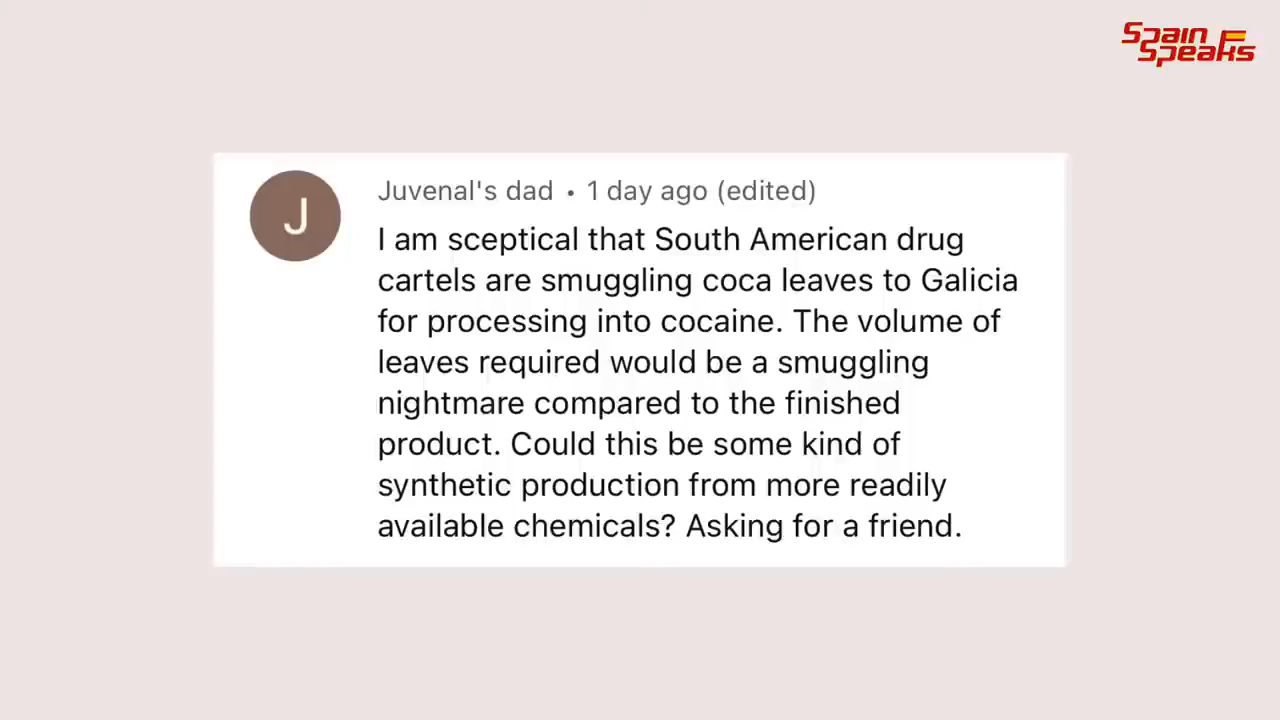 Spain
Speaks
J
Juvenal's dad • 1 day ago (edited)
I am sceptical that South American drug
cartels are smuggling coca leaves to Galicia
for processing into cocaine. The volume of
leaves required would be a smuggling
nightmare compared to the finished
product. Could this be some kind of
synthetic production from more readily
available chemicals? Asking for a friend.